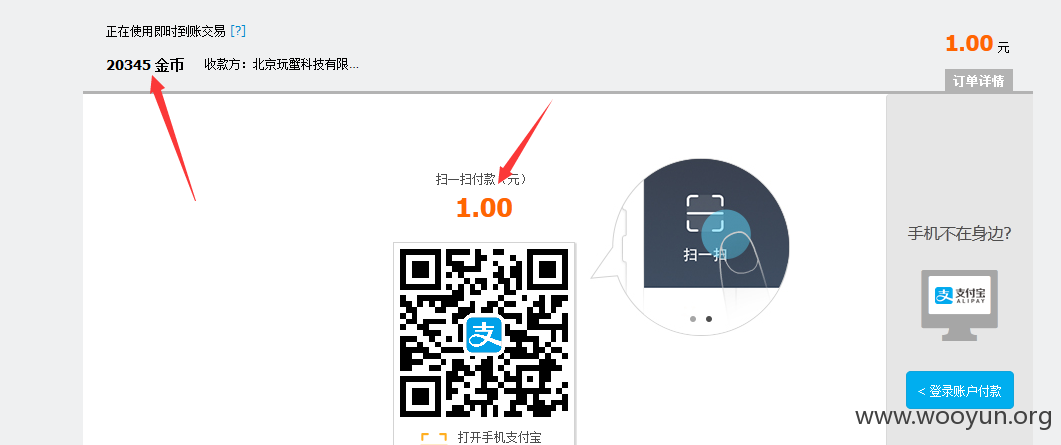 正在使用即时到账交易 [?]
20345 金币 收款方：北京玩蟹科技有限...
1.00 元
订单详情
扫一扫付款（元）
1.00
扫一扫
支
打开手机支付宝
手机不在身边?
支 支付宝
ALIPAY
< 登录账户付款
www.wooyun.org